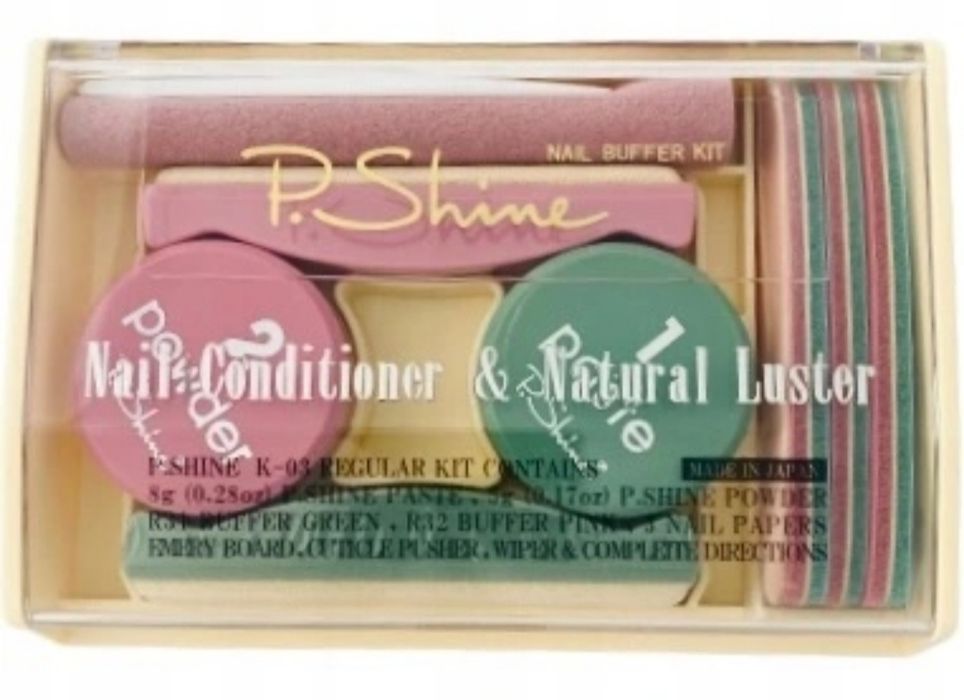 NAIL BUFFER KIT
P.Shine
2
Powder
P.Shine
1
Paste
P.Shine
Nail Conditioner & Natural Luster
P.SHINE K-03 REGULAR KIT CONTAINS
MADE IN JAPAN
8g (0.28oz) P.SHINE PASTE, 5g (0.17oz) P.SHINE POWDER
R31 BUFFER GREEN, R32 BUFFER PINK, 3 NAIL PAPERS
EMERY BOARD, CUTICLE PUSHER, WIPER & COMPLETE DIRECTIONS